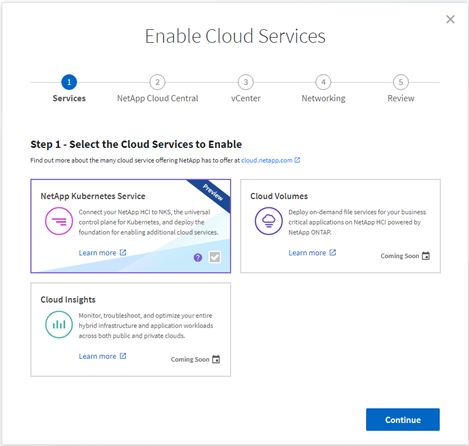 Enable Cloud Services
1
2
3
4
5
Services
NetApp Cloud Central
vCenter
Networking
Review
Step 1 - Select the Cloud Services to Enable
Find out more about the many cloud service offering NetApp has to offer at cloud.netapp.com
NetApp Kubernetes Service
Preview
Connect your NetApp HCI to NKS, the universal
control plane for Kubernetes, and deploy the
foundation for enabling additional cloud services.
Learn more
?
Cloud Volumes
Deploy on-demand file services for your business
critical applications on NetApp HCI powered by
NetApp ONTAP.
Learn more
Coming Soon
Cloud Insights
Monitor, troubleshoot, and optimize your entire
hybrid infrastructure and application workloads
across both public and private clouds.
Learn more
Coming Soon
Continue